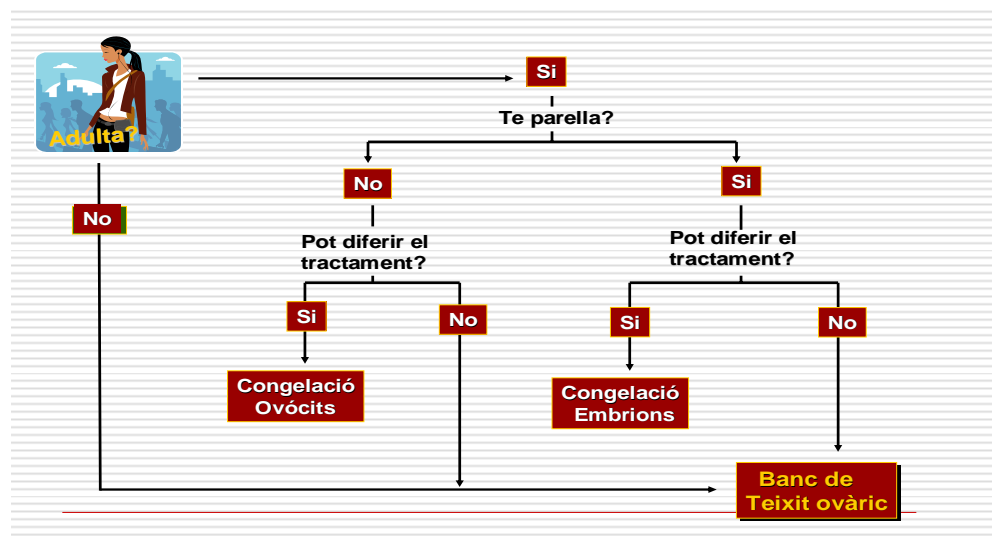 Adulta?
Si
Te parella?
No
Si
No
Pot diferir el
tractament?
Pot diferir el
tractament?
Si
No
Si
No
Congelació
Ovócits
Congelació
Embrions
Banc de
Teixit ovàric